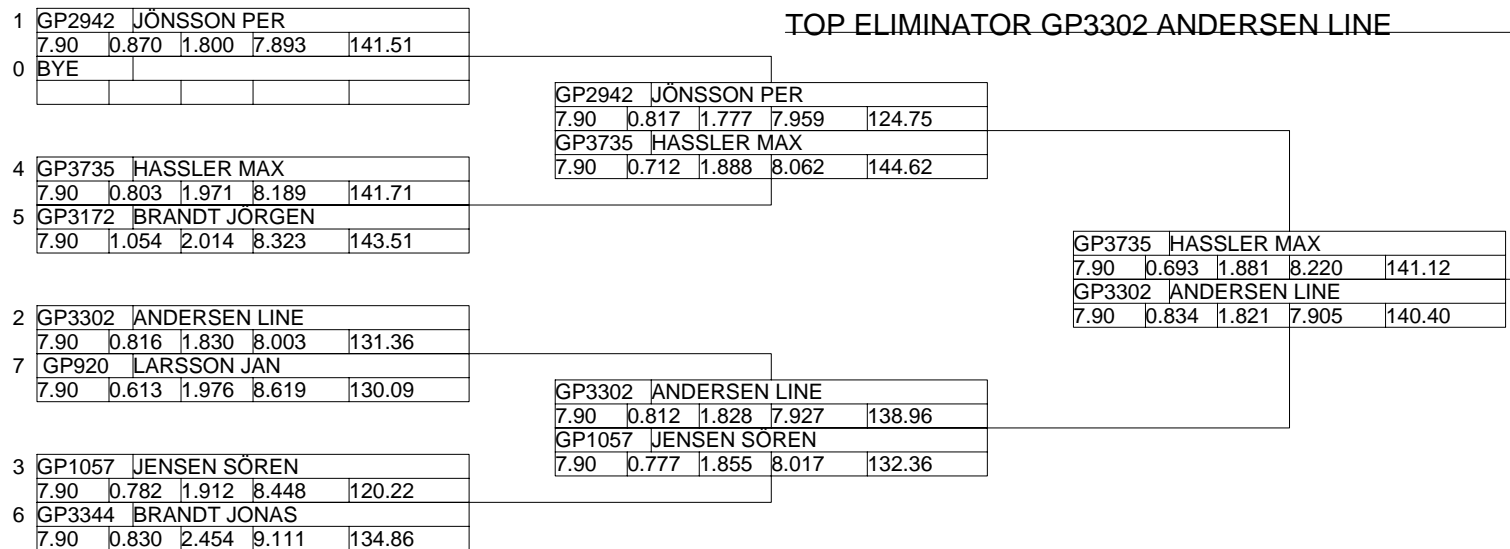 TOP ELIMINATOR GP3302 ANDERSEN LINE
1 GP2942 JÖNSSON PER
7.90 0.870 1.800 7.893 141.51
0 BYE
4 GP3735 HASSLER MAX
7.90 0.803 1.971 8.189 141.71
5 GP3172 BRANDT JÖRGEN
7.90 1.054 2.014 8.323 143.51
2 GP3302 ANDERSEN LINE
7.90 0.816 1.830 8.003 131.36
7 GP920 LARSSON JAN
7.90 0.613 1.976 8.619 130.09
3 GP1057 JENSEN SÖREN
7.90 0.782 1.912 8.448 120.22
6 GP3344 BRANDT JONAS
7.90 0.830 2.454 9.111 134.86
GP2942 JÖNSSON PER
7.90 0.817 1.777 7.959 124.75
GP3735 HASSLER MAX
7.90 0.712 1.888 8.062 144.62
GP3302 ANDERSEN LINE
7.90 0.812 1.828 7.927 138.96
GP1057 JENSEN SÖREN
7.90 0.777 1.855 8.017 132.36
GP3735 HASSLER MAX
7.90 0.693 1.881 8.220 141.12
GP3302 ANDERSEN LINE
7.90 0.834 1.821 7.905 140.40